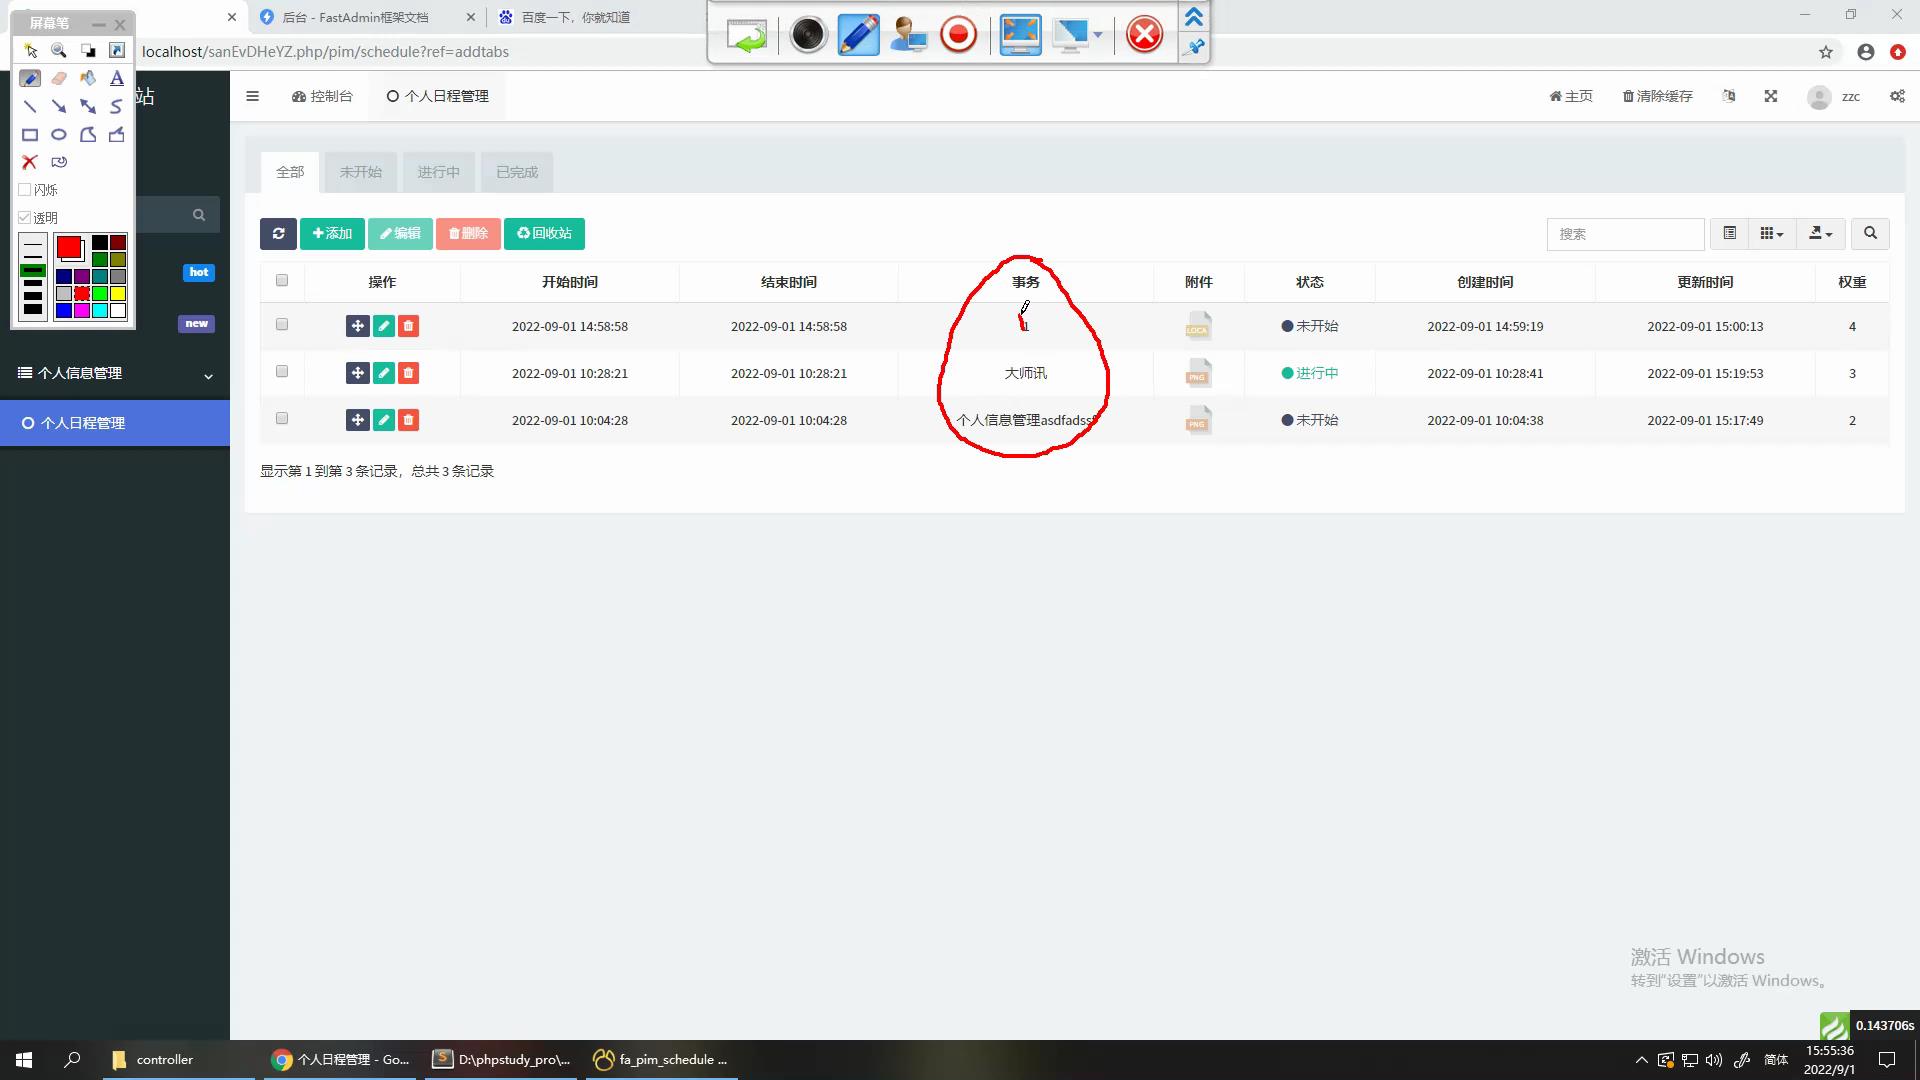 屏幕笔
后台 - FastAdmin框架文档
百度一下，你就知道
localhost/sanEvDHeYZ.php/pim/schedule?ref=addtabs
站
控制台
个人日程管理
主页
清除缓存
zzc
闪烁
透明
hot
new
个人信息管理
个人日程管理
全部
未开始
进行中
已完成
添加
编辑
删除
回收站
搜索
操作 开始时间 结束时间 事务 附件 状态 创建时间 更新时间 权重
2022-09-01 14:58:58 2022-09-01 14:58:58 1 LOCA 未开始 2022-09-01 14:59:19 2022-09-01 15:00:13 4
2022-09-01 10:28:21 2022-09-01 10:28:21 大师讯 PNG 进行中 2022-09-01 10:28:41 2022-09-01 15:19:53 3
2022-09-01 10:04:28 2022-09-01 10:04:28 个人信息管理asdfadssf PNG 未开始 2022-09-01 10:04:38 2022-09-01 15:17:49 2
显示第 1 到第 3 条记录，总共 3 条记录
激活 Windows
转到“设置”以激活 Windows。
0.143706s
controller
个人日程管理 - Go...
D:\phpstudy_pro\...
fa_pim_schedule ...
简体
15:55:36
2022/9/1